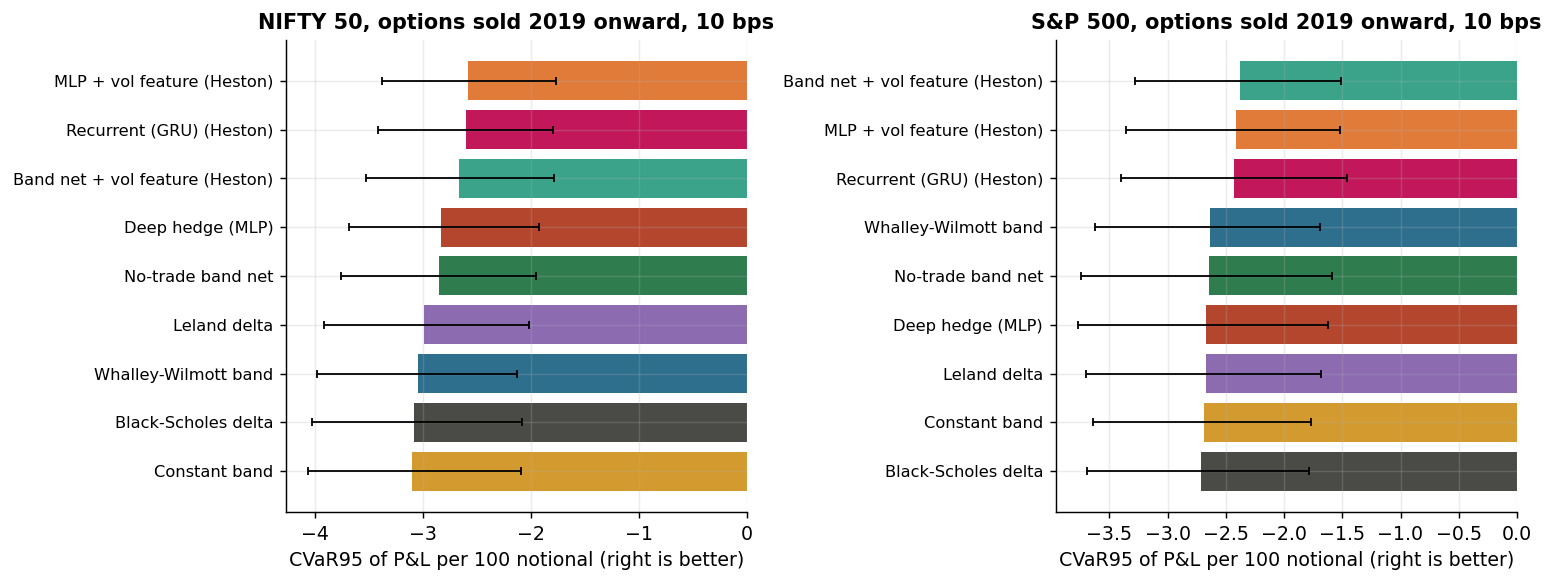 NIFTY 50, options sold 2019 onward, 10 bps
MLP + vol feature (Heston)
Recurrent (GRU) (Heston)
Band net + vol feature (Heston)
Deep hedge (MLP)
No-trade band net
Leland delta
Whalley-Wilmott band
Black-Scholes delta
Constant band
−4 −3 −2 −1 0
CVaR95 of P&L per 100 notional (right is better)
S&P 500, options sold 2019 onward, 10 bps
Band net + vol feature (Heston)
MLP + vol feature (Heston)
Recurrent (GRU) (Heston)
Whalley-Wilmott band
No-trade band net
Deep hedge (MLP)
Leland delta
Constant band
Black-Scholes delta
−3.5 −3.0 −2.5 −2.0 −1.5 −1.0 −0.5 0.0
CVaR95 of P&L per 100 notional (right is better)